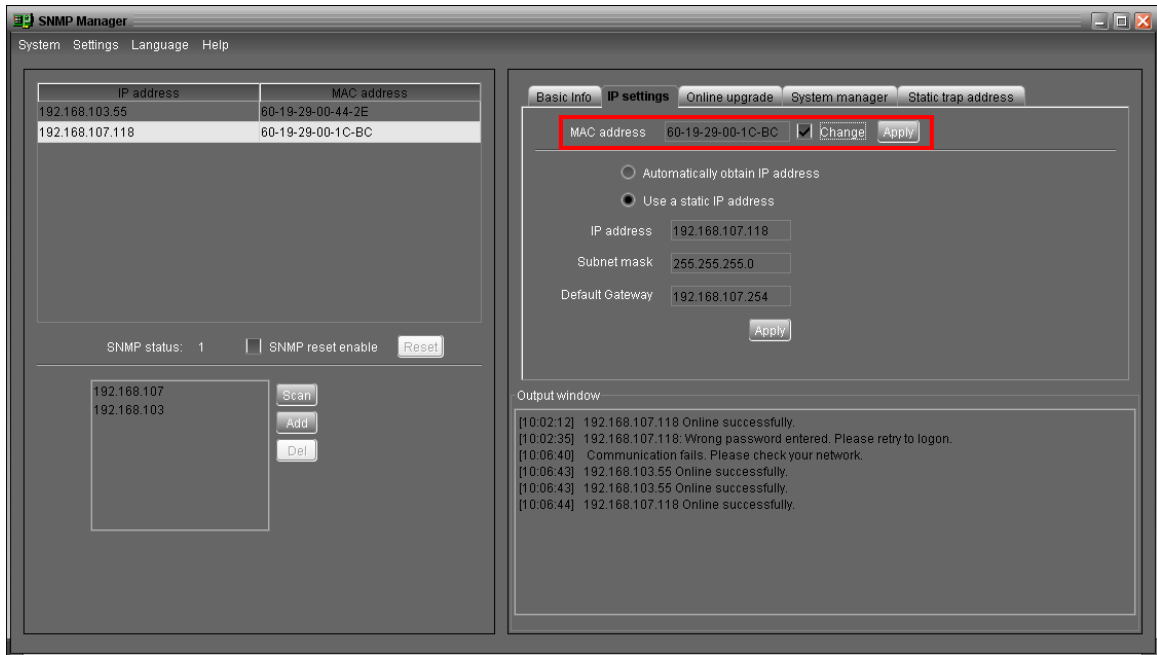 SNMP Manager
System Settings Language Help
IP address MAC address
192.168.103.55 60-19-29-00-44-2E
192.168.107.118 60-19-29-00-1C-BC
SNMP status: 1 SNMP reset enable Reset
192.168.107
192.168.103
Scan
Add
Del
Basic Info IP settings Online upgrade System manager Static trap address
MAC address 60-19-29-00-1C-BC Change Apply
Automatically obtain IP address
Use a static IP address
IP address 192.168.107.118
Subnet mask 255.255.255.0
Default Gateway 192.168.107.254
Apply
Output window
[10:02:12] 192.168.107.118 Online successfully.
[10:02:35] 192.168.107.118: Wrong password entered. Please retry to logon.
[10:06:40] Communication fails. Please check your network.
[10:06:43] 192.168.103.55 Online successfully.
[10:06:43] 192.168.103.55 Online successfully.
[10:06:44] 192.168.107.118 Online successfully.